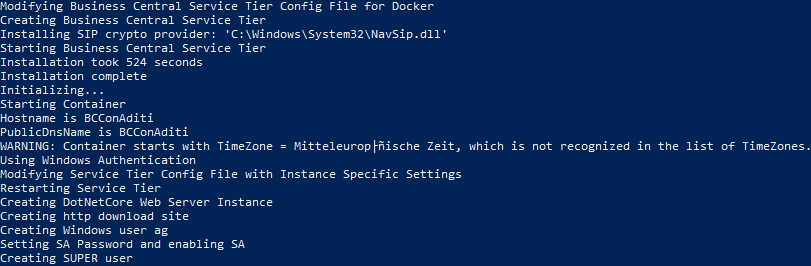 Modifying Business Central Service Tier Config File for Docker
Creating Business Central Service Tier
Installing SIP crypto provider: 'C:\Windows\System32\NavSip.dll'
Starting Business Central Service Tier
Installation took 524 seconds
Installation complete
Initializing...
Starting Container
Hostname is BCConAditi
PublicDnsName is BCConAditi
WARNING: Container starts with TimeZone = Mitteleurop├ñische Zeit, which is not recognized in the list of TimeZones.
Using Windows Authentication
Modifying Service Tier Config File with Instance Specific Settings
Restarting Service Tier
Creating DotNetCore Web Server Instance
Creating http download site
Creating Windows user ag
Setting SA Password and enabling SA
Creating SUPER user